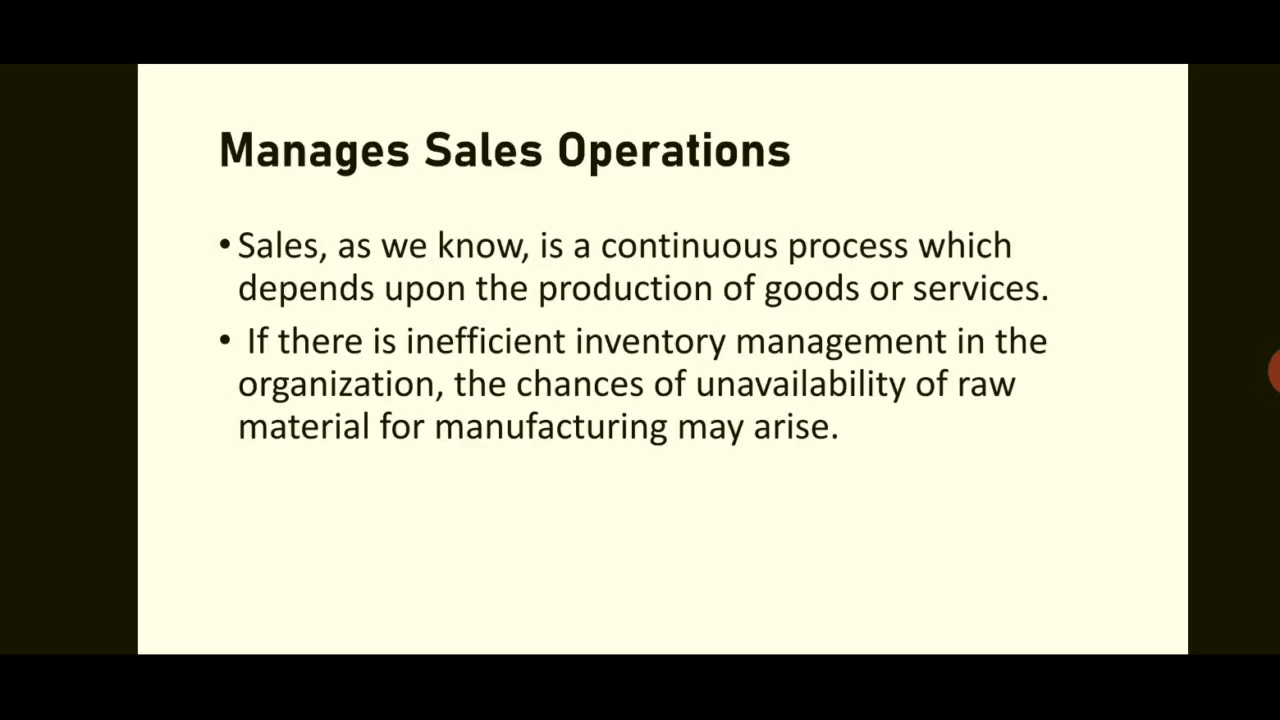 Manages Sales Operations
• Sales, as we know, is a continuous process which
depends upon the production of goods or services.
• If there is inefficient inventory management in the
organization, the chances of unavailability of raw
material for manufacturing may arise.